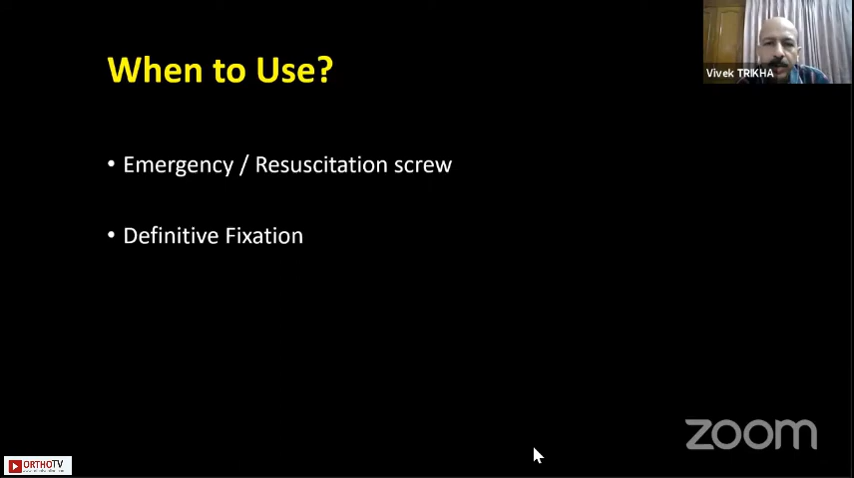 When to Use?
Vivek TRIKHA
• Emergency / Resuscitation screw
• Definitive Fixation
zoom
ORTHOTV